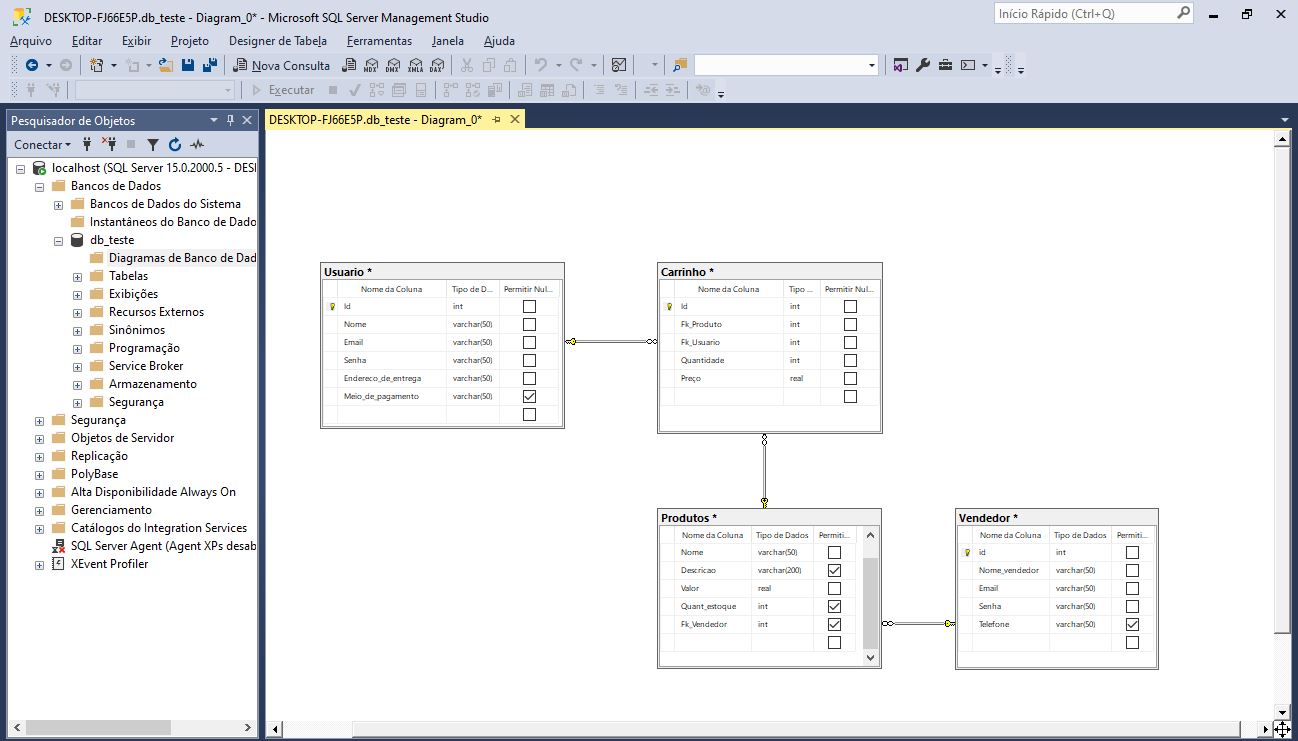 DESKTOP-FJ66E5P.db_teste - Diagram_0* - Microsoft SQL Server Management Studio
Início Rápido (Ctrl+Q)
Arquivo Editar Exibir Projeto Designer de Tabela Ferramentas Janela Ajuda
Nova Consulta MDX DMX XMLA DAX
Executar
Pesquisador de Objetos
DESKTOP-FJ66E5P.db_teste - Diagram_0*
Conectar
localhost (SQL Server 15.0.2000.5 - DESI
Bancos de Dados
Bancos de Dados do Sistema
Instantâneos do Banco de Dado
db_teste
Diagramas de Banco de Dad
Tabelas
Exibições
Recursos Externos
Sinônimos
Programação
Service Broker
Armazenamento
Segurança
Segurança
Objetos de Servidor
Replicação
PolyBase
Alta Disponibilidade Always On
Gerenciamento
Catálogos do Integration Services
SQL Server Agent (Agent XPs desab
XEvent Profiler
Usuario *
Nome da Coluna Tipo de D... Permitir Nul...
Id int
Nome varchar(50)
Email varchar(50)
Senha varchar(50)
Endereco_de_entrega varchar(50)
Meio_de_pagamento varchar(50)
Carrinho *
Nome da Coluna Tipo ... Permitir Nul...
Id int
Fk_Produto int
Fk_Usuario int
Quantidade int
Preço real
Produtos *
Nome da Coluna Tipo de Dados Permiti...
Nome varchar(50)
Descricao varchar(200)
Valor real
Quant_estoque int
Fk_Vendedor int
Vendedor *
Nome da Coluna Tipo de Dados Permiti...
id int
Nome_vendedor varchar(50)
Email varchar(50)
Senha varchar(50)
Telefone varchar(50)